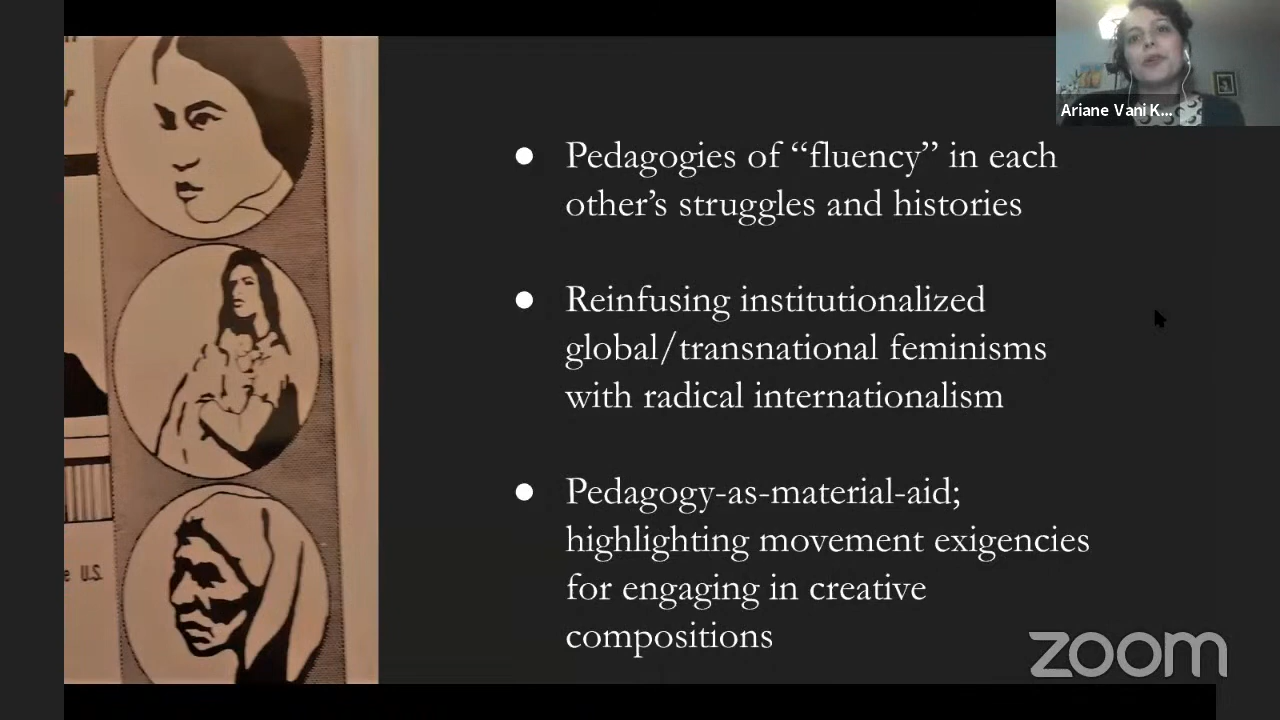 Ariane Vani K...
● Pedagogies of “fluency” in each
other’s struggles and histories
● Reinfusing institutionalized
global/transnational feminisms
with radical internationalism
● Pedagogy-as-material-aid;
highlighting movement exigencies
for engaging in creative
compositions
U.S.
zoom